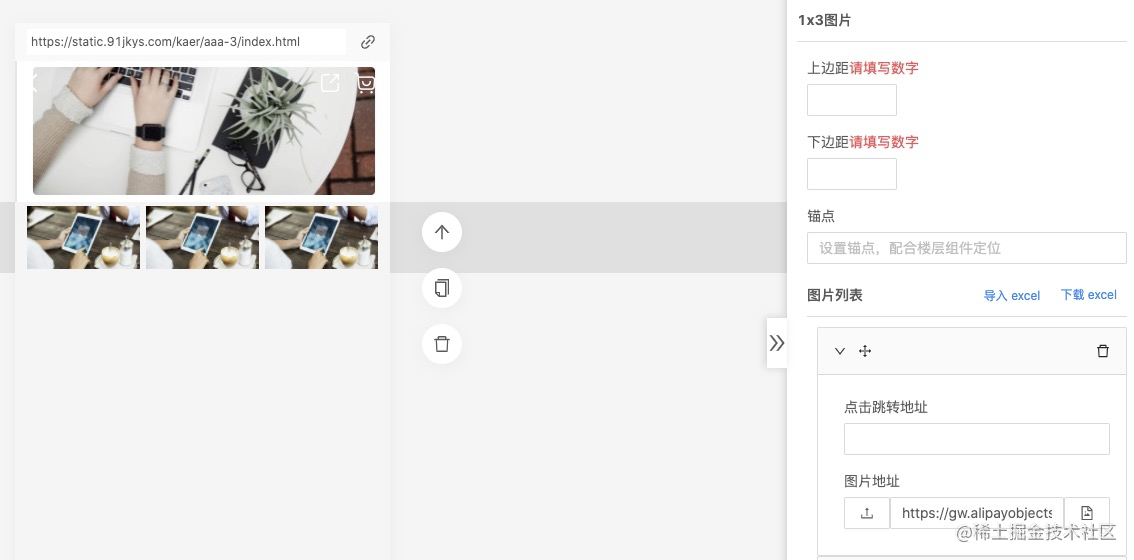 https://static.91jkys.com/kaer/aaa-3/index.html
1x3图片
上边距请填写数字
下边距请填写数字
锚点
设置锚点，配合楼层组件定位
图片列表 导入 excel 下载 excel
点击跳转地址
图片地址
https://gw.alipayobjects
@稀土掘金技术社区